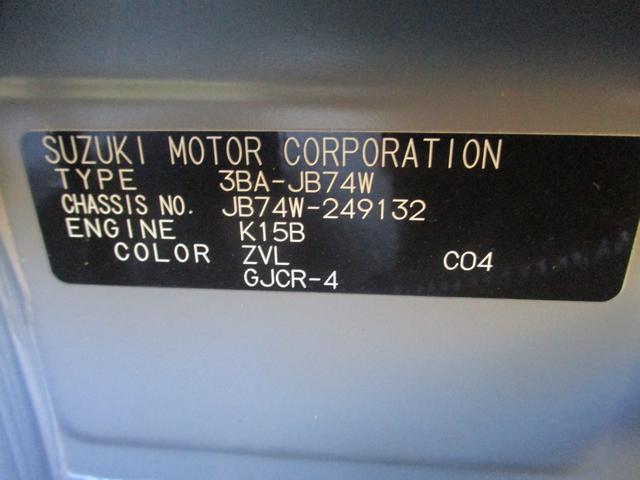 SUZUKI MOTOR CORPORATION
TYPE 3BA-JB74W
CHASSIS NO. JB74W-249132
ENGINE K15B
COLOR ZVL C04
GJCR-4